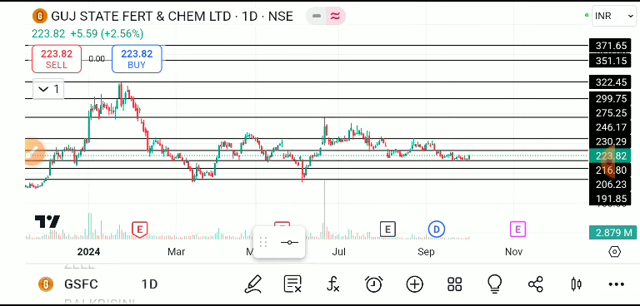 GUJ STATE FERT & CHEM LTD · 1D · NSE
INR
223.82 +5.59 (+2.56%)
223.82
SELL
0.00
223.82
BUY
1
371.65
351.15
322.45
299.75
275.25
246.17
230.29
223.82
216.80
206.23
191.85
2.879 M
E
E
D
E
2024
Mar
Jul
Sep
Nov
GSFC
1D